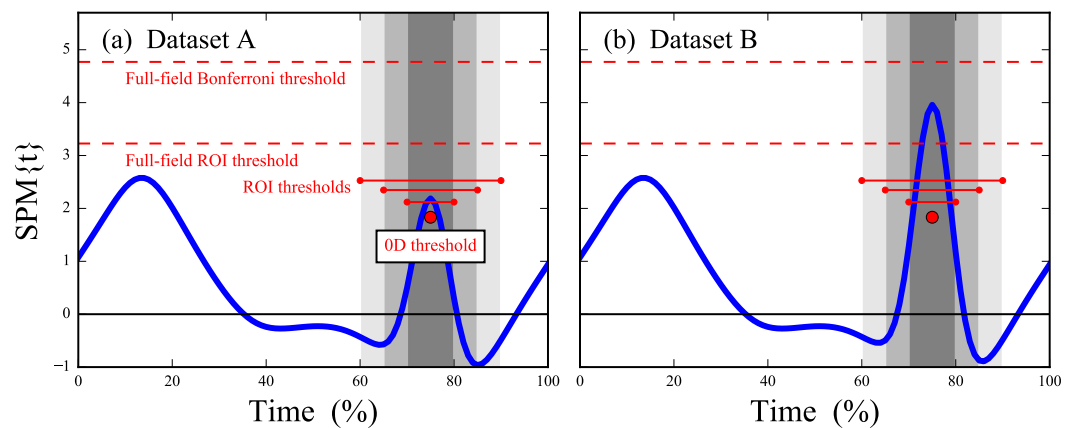 (a) Dataset A
Full-field Bonferroni threshold
Full-field ROI threshold
ROI thresholds
0D threshold
SPM{t}
5
4
3
2
1
0
−1
0
20
40
60
80
100
Time (%)
(b) Dataset B
0
20
40
60
80
100
Time (%)